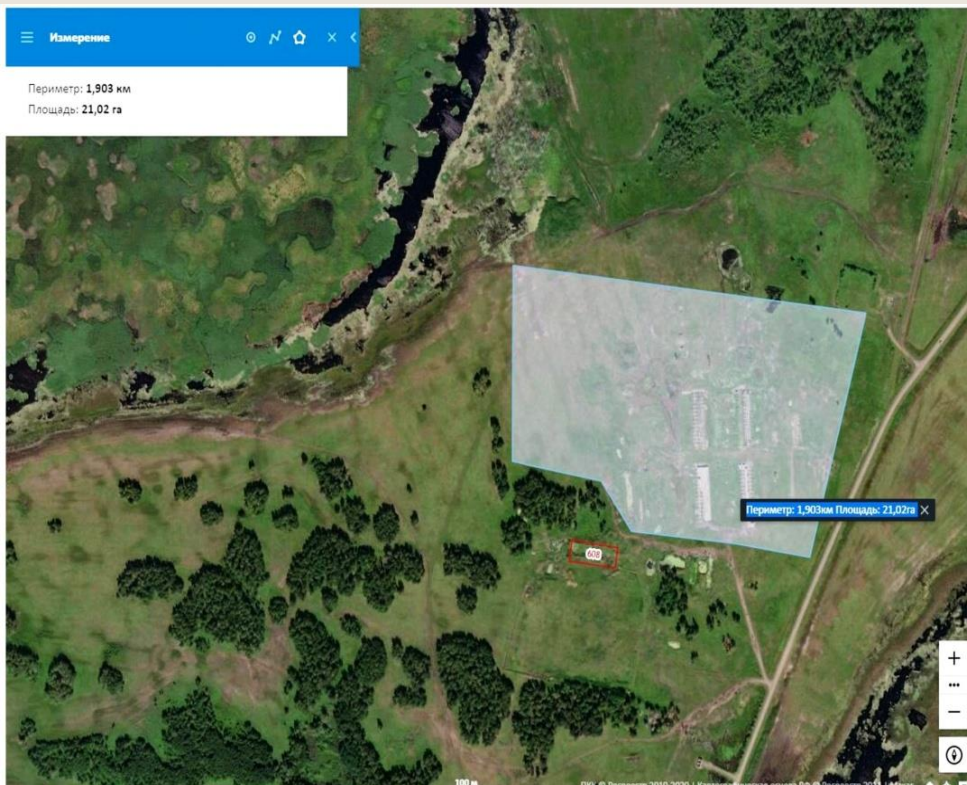 Измерение
Периметр: 1,903 км
Площадь: 21,02 га
Периметр: 1,903км Площадь: 21,02га
608
100 м